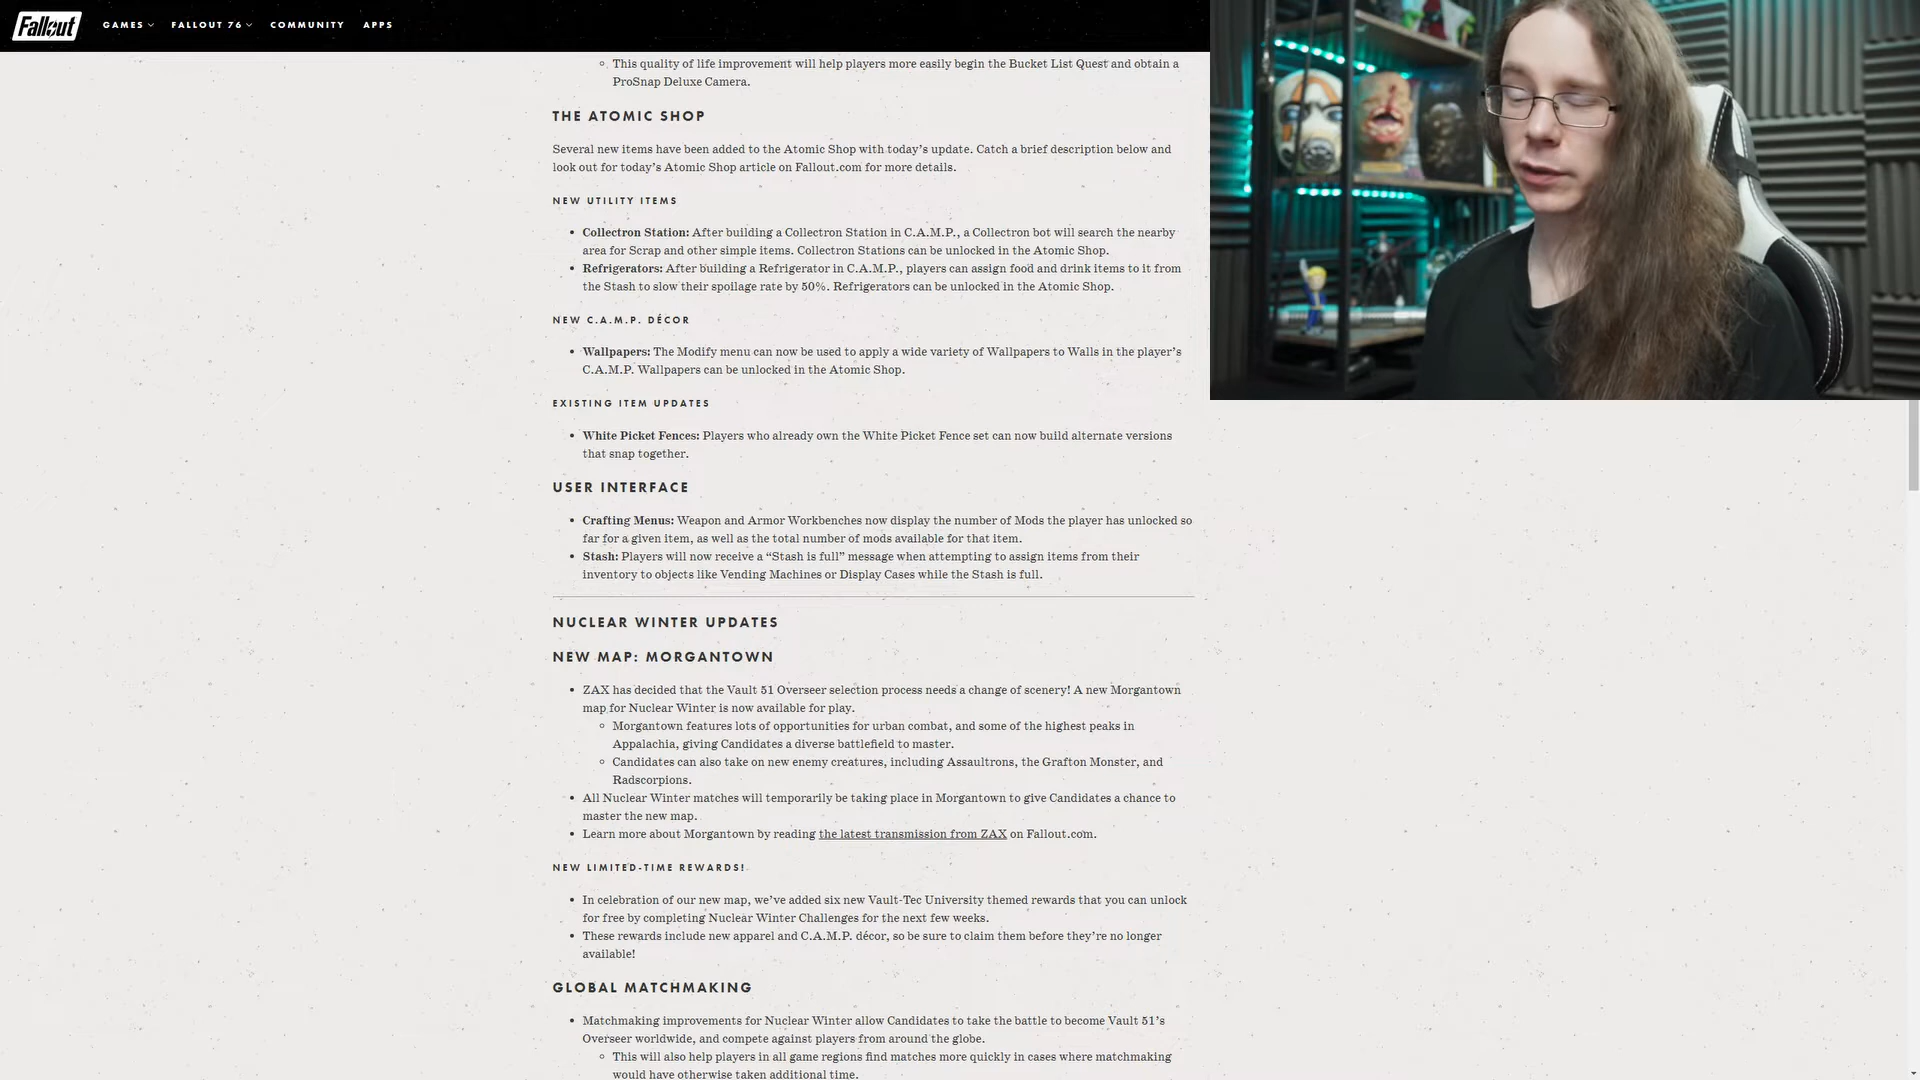 Fallout
GAMES
FALLOUT 76
COMMUNITY
APPS
This quality of life improvement will help players more easily begin the Bucket List Quest and obtain a
ProSnap Deluxe Camera.
THE ATOMIC SHOP
Several new items have been added to the Atomic Shop with today’s update. Catch a brief description below and
look out for today’s Atomic Shop article on Fallout.com for more details.
NEW UTILITY ITEMS
Collectron Station: After building a Collectron Station in C.A.M.P., a Collectron bot will search the nearby
area for Scrap and other simple items. Collectron Stations can be unlocked in the Atomic Shop.
Refrigerators: After building a Refrigerator in C.A.M.P., players can assign food and drink items to it from
the Stash to slow their spoilage rate by 50%. Refrigerators can be unlocked in the Atomic Shop.
NEW C.A.M.P. DÉCOR
Wallpapers: The Modify menu can now be used to apply a wide variety of Wallpapers to Walls in the player’s
C.A.M.P. Wallpapers can be unlocked in the Atomic Shop.
EXISTING ITEM UPDATES
White Picket Fences: Players who already own the White Picket Fence set can now build alternate versions
that snap together.
USER INTERFACE
Crafting Menus: Weapon and Armor Workbenches now display the number of Mods the player has unlocked so
far for a given item, as well as the total number of mods available for that item.
Stash: Players will now receive a “Stash is full” message when attempting to assign items from their
inventory to objects like Vending Machines or Display Cases while the Stash is full.
NUCLEAR WINTER UPDATES
NEW MAP: MORGANTOWN
ZAX has decided that the Vault 51 Overseer selection process needs a change of scenery! A new Morgantown
map for Nuclear Winter is now available for play.
Morgantown features lots of opportunities for urban combat, and some of the highest peaks in
Appalachia, giving Candidates a diverse battlefield to master.
Candidates can also take on new enemy creatures, including Assaultrons, the Grafton Monster, and
Radscorpions.
All Nuclear Winter matches will temporarily be taking place in Morgantown to give Candidates a chance to
master the new map.
Learn more about Morgantown by reading the latest transmission from ZAX on Fallout.com.
NEW LIMITED-TIME REWARDS!
In celebration of our new map, we’ve added six new Vault-Tec University themed rewards that you can unlock
for free by completing Nuclear Winter Challenges for the next few weeks.
These rewards include new apparel and C.A.M.P. décor, so be sure to claim them before they’re no longer
available!
GLOBAL MATCHMAKING
Matchmaking improvements for Nuclear Winter allow Candidates to take the battle to become Vault 51’s
Overseer worldwide, and compete against players from around the globe.
This will also help players in all game regions find matches more quickly in cases where matchmaking
would have otherwise taken additional time.